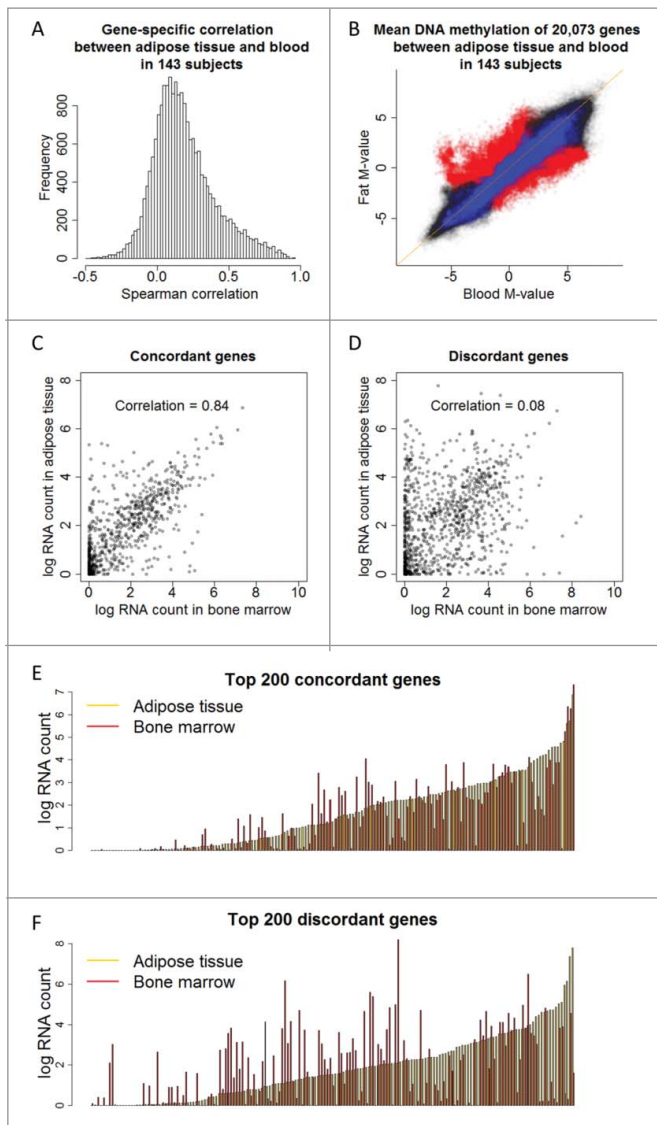 A
Gene-specific correlation
between adipose tissue and blood
in 143 subjects
Frequency
0
200
400
600
800
-0.5
0.0
0.5
1.0
Spearman correlation
B
Mean DNA methylation of 20,073 genes
between adipose tissue and blood
in 143 subjects
Fat M-value
-5
0
5
-5
0
5
Blood M-value
C
Concordant genes
Correlation = 0.84
log RNA count in adipose tissue
0
2
4
6
8
0
2
4
6
8
10
log RNA count in bone marrow
D
Discordant genes
Correlation = 0.08
log RNA count in adipose tissue
0
2
4
6
8
0
2
4
6
8
10
log RNA count in bone marrow
E
Top 200 concordant genes
Adipose tissue
Bone marrow
log RNA count
0
1
2
3
4
5
6
7
F
Top 200 discordant genes
Adipose tissue
Bone marrow
log RNA count
0
2
4
6
8